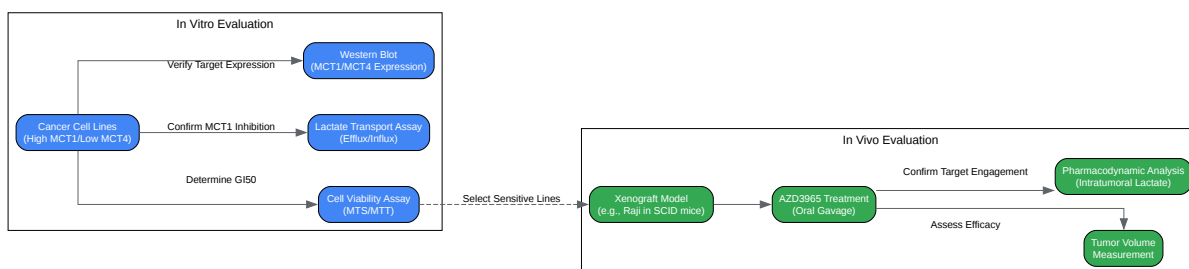 In Vitro Evaluation
Western Blot
(MCT1/MCT4 Expression)
Verify Target Expression
Cancer Cell Lines
(High MCT1/Low MCT4)
Confirm MCT1 Inhibition
Lactate Transport Assay
(Efflux/Influx)
Determine GI50
Cell Viability Assay
(MTS/MTT)
Select Sensitive Lines
In Vivo Evaluation
Xenograft Model
(e.g., Raji in SCID mice)
AZD3965 Treatment
(Oral Gavage)
Confirm Target Engagement
Pharmacodynamic Analysis
(Intratumoral Lactate)
Assess Efficacy
Tumor Volume
Measurement